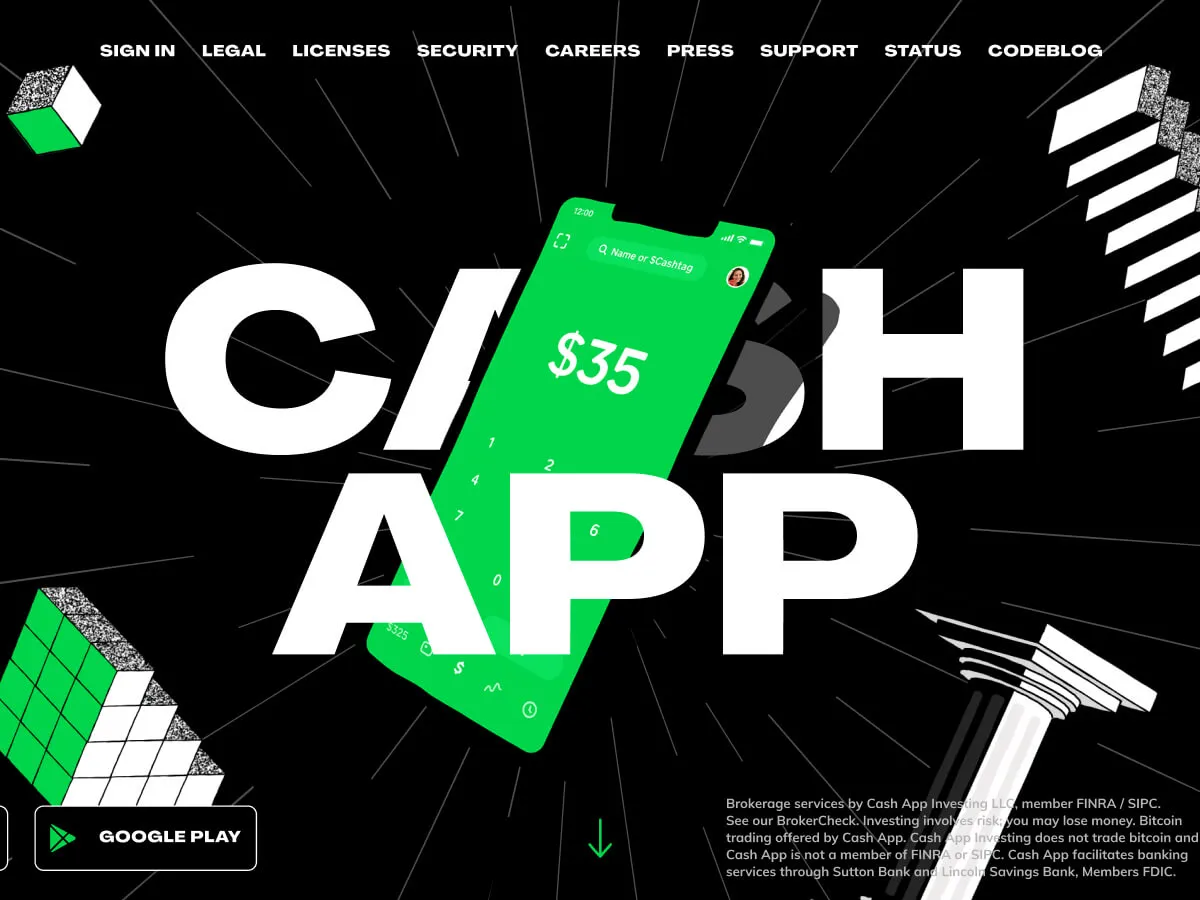 SIGN IN LEGAL LICENSES SECURITY CAREERS PRESS SUPPORT STATUS CODEBLOG
12:00
Name or $Cashtag
$35
CASH
1
2
4
7
6
0
APP
$325
$
GOOGLE PLAY
Brokerage services by Cash App Investing LLC, member FINRA / SIPC.
See our BrokerCheck. Investing involves risk; you may lose money. Bitcoin
trading offered by Cash App. Cash App Investing does not trade bitcoin and
Cash App is not a member of FINRA or SIPC. Cash App facilitates banking
services through Sutton Bank and Lincoln Savings Bank, Members FDIC.